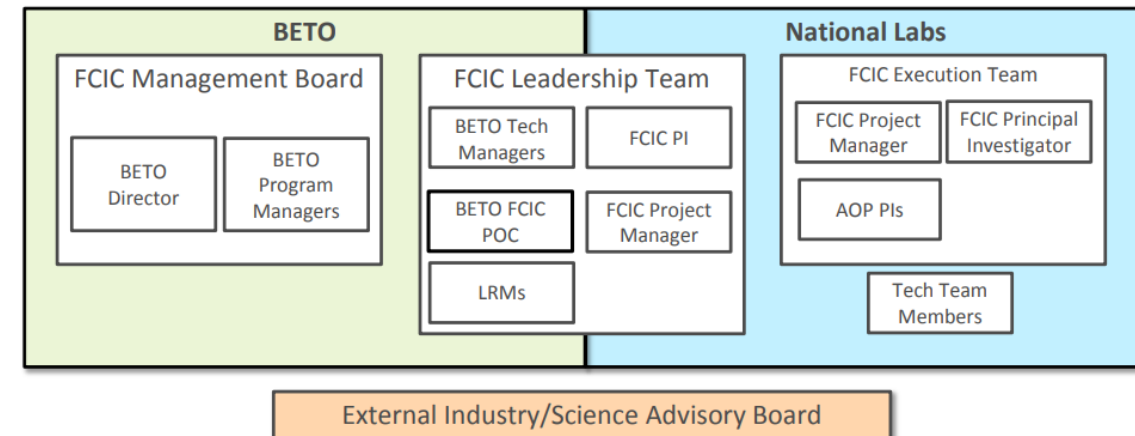 BETO
National Labs
FCIC Management Board
BETO
Director
BETO
Program
Managers
FCIC Leadership Team
BETO Tech
Managers
FCIC PI
BETO FCIC
POC
FCIC Project
Manager
LRMs
FCIC Execution Team
FCIC Project
Manager
FCIC Principal
Investigator
AOP PIs
Tech Team
Members
External Industry/Science Advisory Board